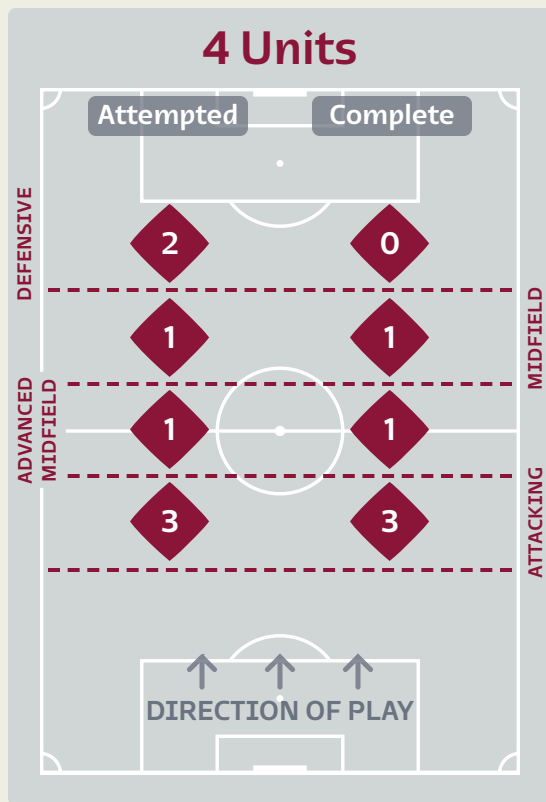 4 Units
Attempted Complete
DEFENSIVE
2 0
MIDFIELD
1 1
ADVANCED
MIDFIELD
1 1
ATTACKING
3 3
DIRECTION OF PLAY